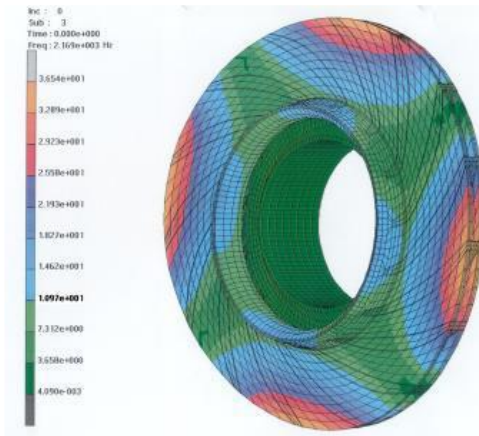 Inc : 0
Sub : 3
Time : 0.000e+000
Freq : 2.169e+003 Hz
3.654e+001
3.289e+001
2.923e+001
2.558e+001
2.193e+001
1.827e+001
1.462e+001
1.097e+001
7.312e+000
3.658e+000
4.090e-003